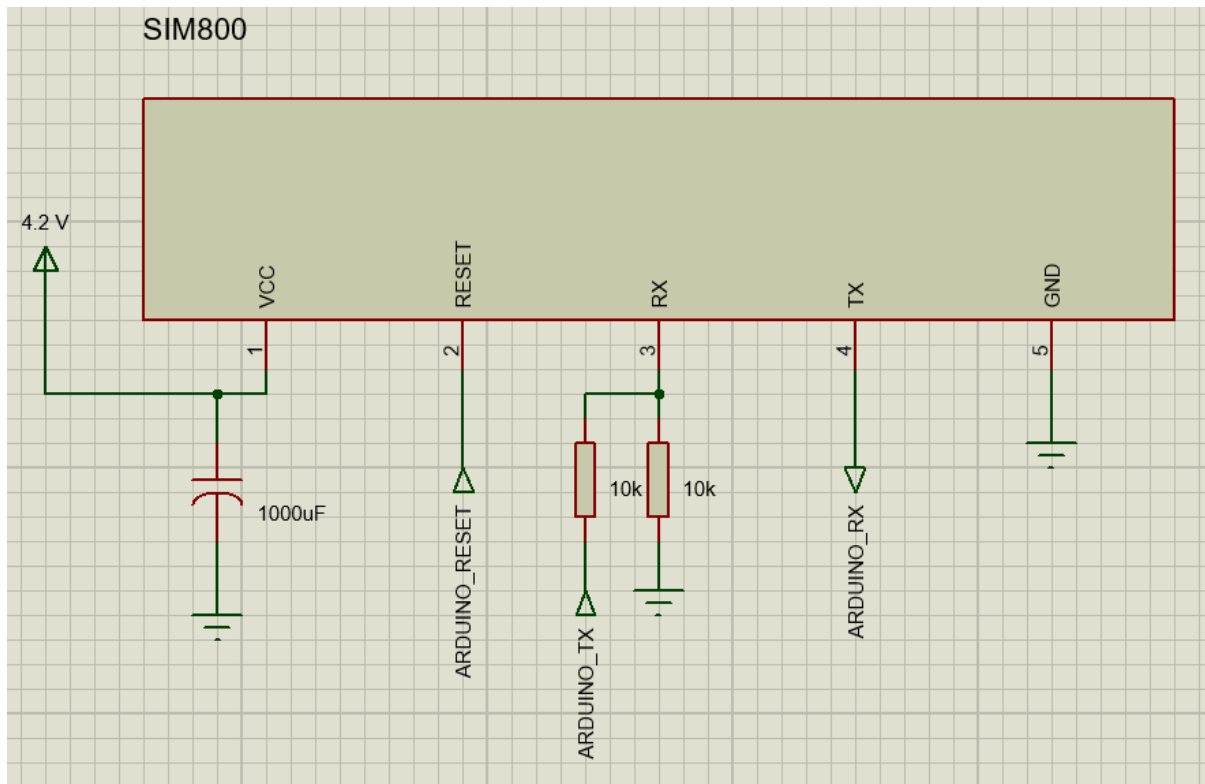 SIM800
4.2 V
VCC
RESET
RX
TX
GND
1
2
3
4
5
1000uF
10k
10k
ARDUINO_RESET
ARDUINO_TX
ARDUINO_RX